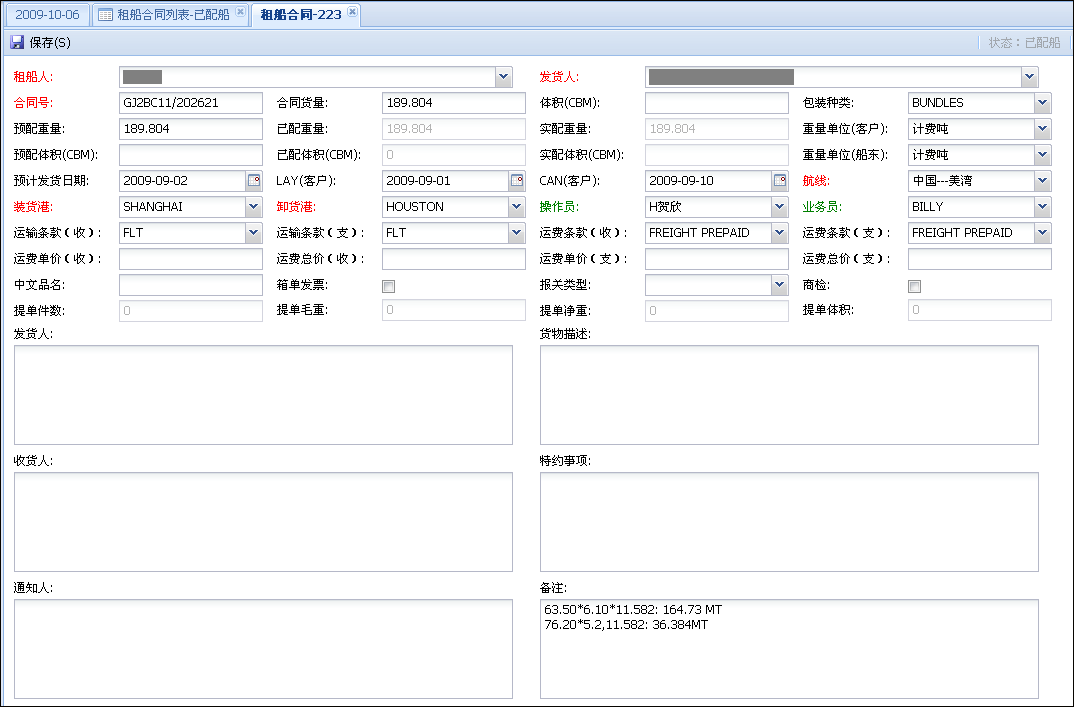 2009-10-06 租船合同列表-已配船 租船合同-223
保存(S) 状态：已配船
租船人: 发货人:
合同号: GJ2BC11/202621 合同货量: 189.804 体积(CBM): 包装种类: BUNDLES
预配重量: 189.804 已配重量: 189.804 实配重量: 189.804 重量单位(客户): 计费吨
预配体积(CBM): 已配体积(CBM): 0 实配体积(CBM): 重量单位(船东): 计费吨
预计发货日期: 2009-09-02 LAY(客户): 2009-09-01 CAN(客户): 2009-09-10 航线: 中国---美湾
装货港: SHANGHAI 卸货港: HOUSTON 操作员: H贺欣 业务员: BILLY
运输条款（收）: FLT 运输条款（支）: FLT 运费条款（收）: FREIGHT PREPAID 运费条款（支）: FREIGHT PREPAID
运费单价（收）: 运费总价（收）: 运费单价（支）: 运费总价（支）:
中文品名: 箱单发票: 报关类型: 商检:
提单件数: 0 提单毛重: 0 提单净重: 0 提单体积: 0
发货人: 货物描述:
收货人: 特约事项:
通知人: 备注:
63.50*6.10*11.582: 164.73 MT
76.20*5.2,11.582: 36.384MT